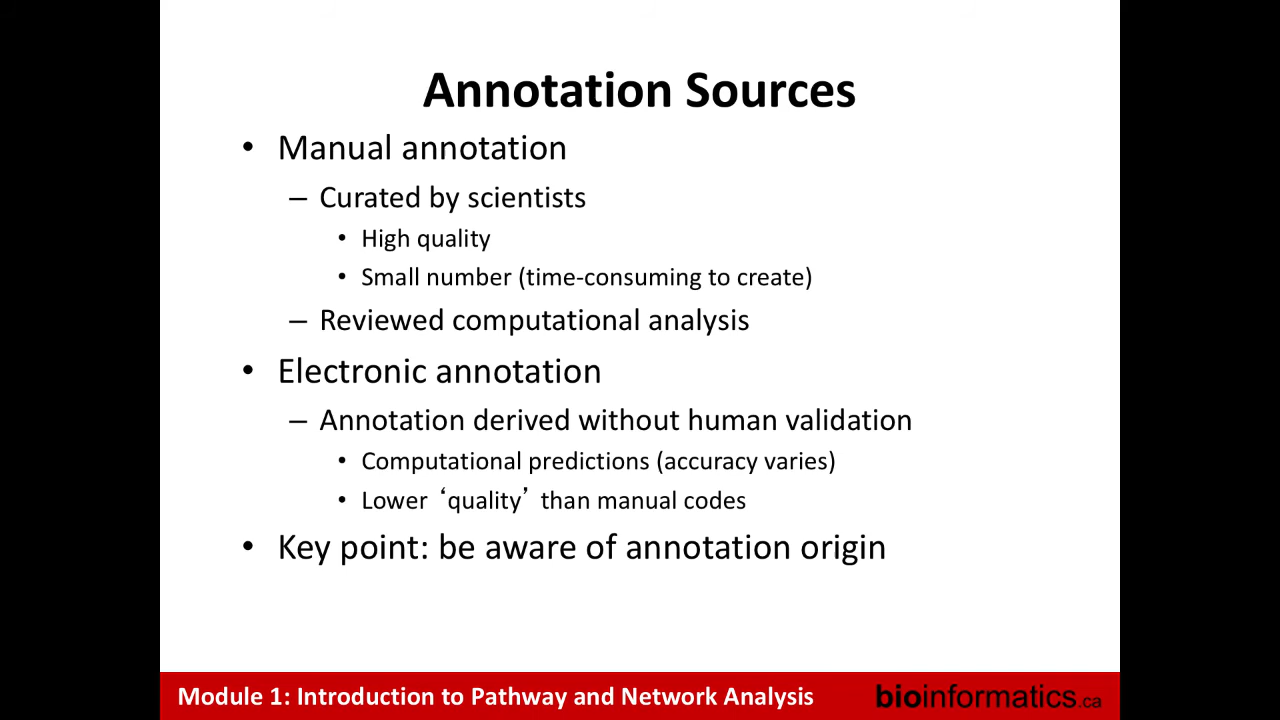 Annotation Sources
• Manual annotation
– Curated by scientists
• High quality
• Small number (time-consuming to create)
– Reviewed computational analysis
• Electronic annotation
– Annotation derived without human validation
• Computational predictions (accuracy varies)
• Lower ‘quality’ than manual codes
• Key point: be aware of annotation origin
Module 1: Introduction to Pathway and Network Analysis
bioinformatics.ca